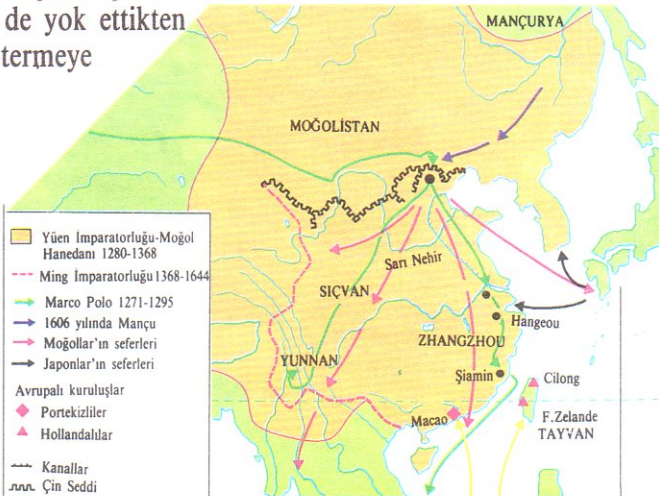 de yok ettikten
termeye
MANÇURYA
MOĞOLİSTAN
Sarı Nehir
SIÇVAN
Hangeou
ZHANGZHOU
YUNNAN
Şiamin
Cilong
Macao
F.Zelande
TAYVAN
Yüen İmparatorluğu-Moğol
Hanedanı 1280-1368
Ming İmparatorluğu 1368-1644
Marco Polo 1271-1295
1606 yılında Mançu
Moğollar'ın seferleri
Japonlar'ın seferleri
Avrupalı kuruluşlar
Portekizliler
Hollandalılar
Kanallar
Çin Seddi